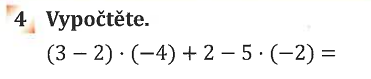 4 Vypočtěte.
(3 − 2) · (−4) + 2 − 5 · (−2) =